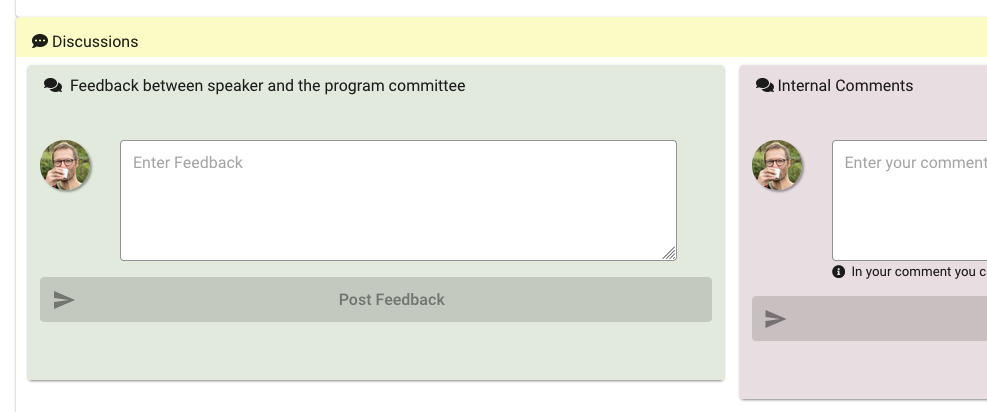 Discussions
Feedback between speaker and the program committee
Enter Feedback
Post Feedback
Internal Comments
Enter your comment
In your comment you c